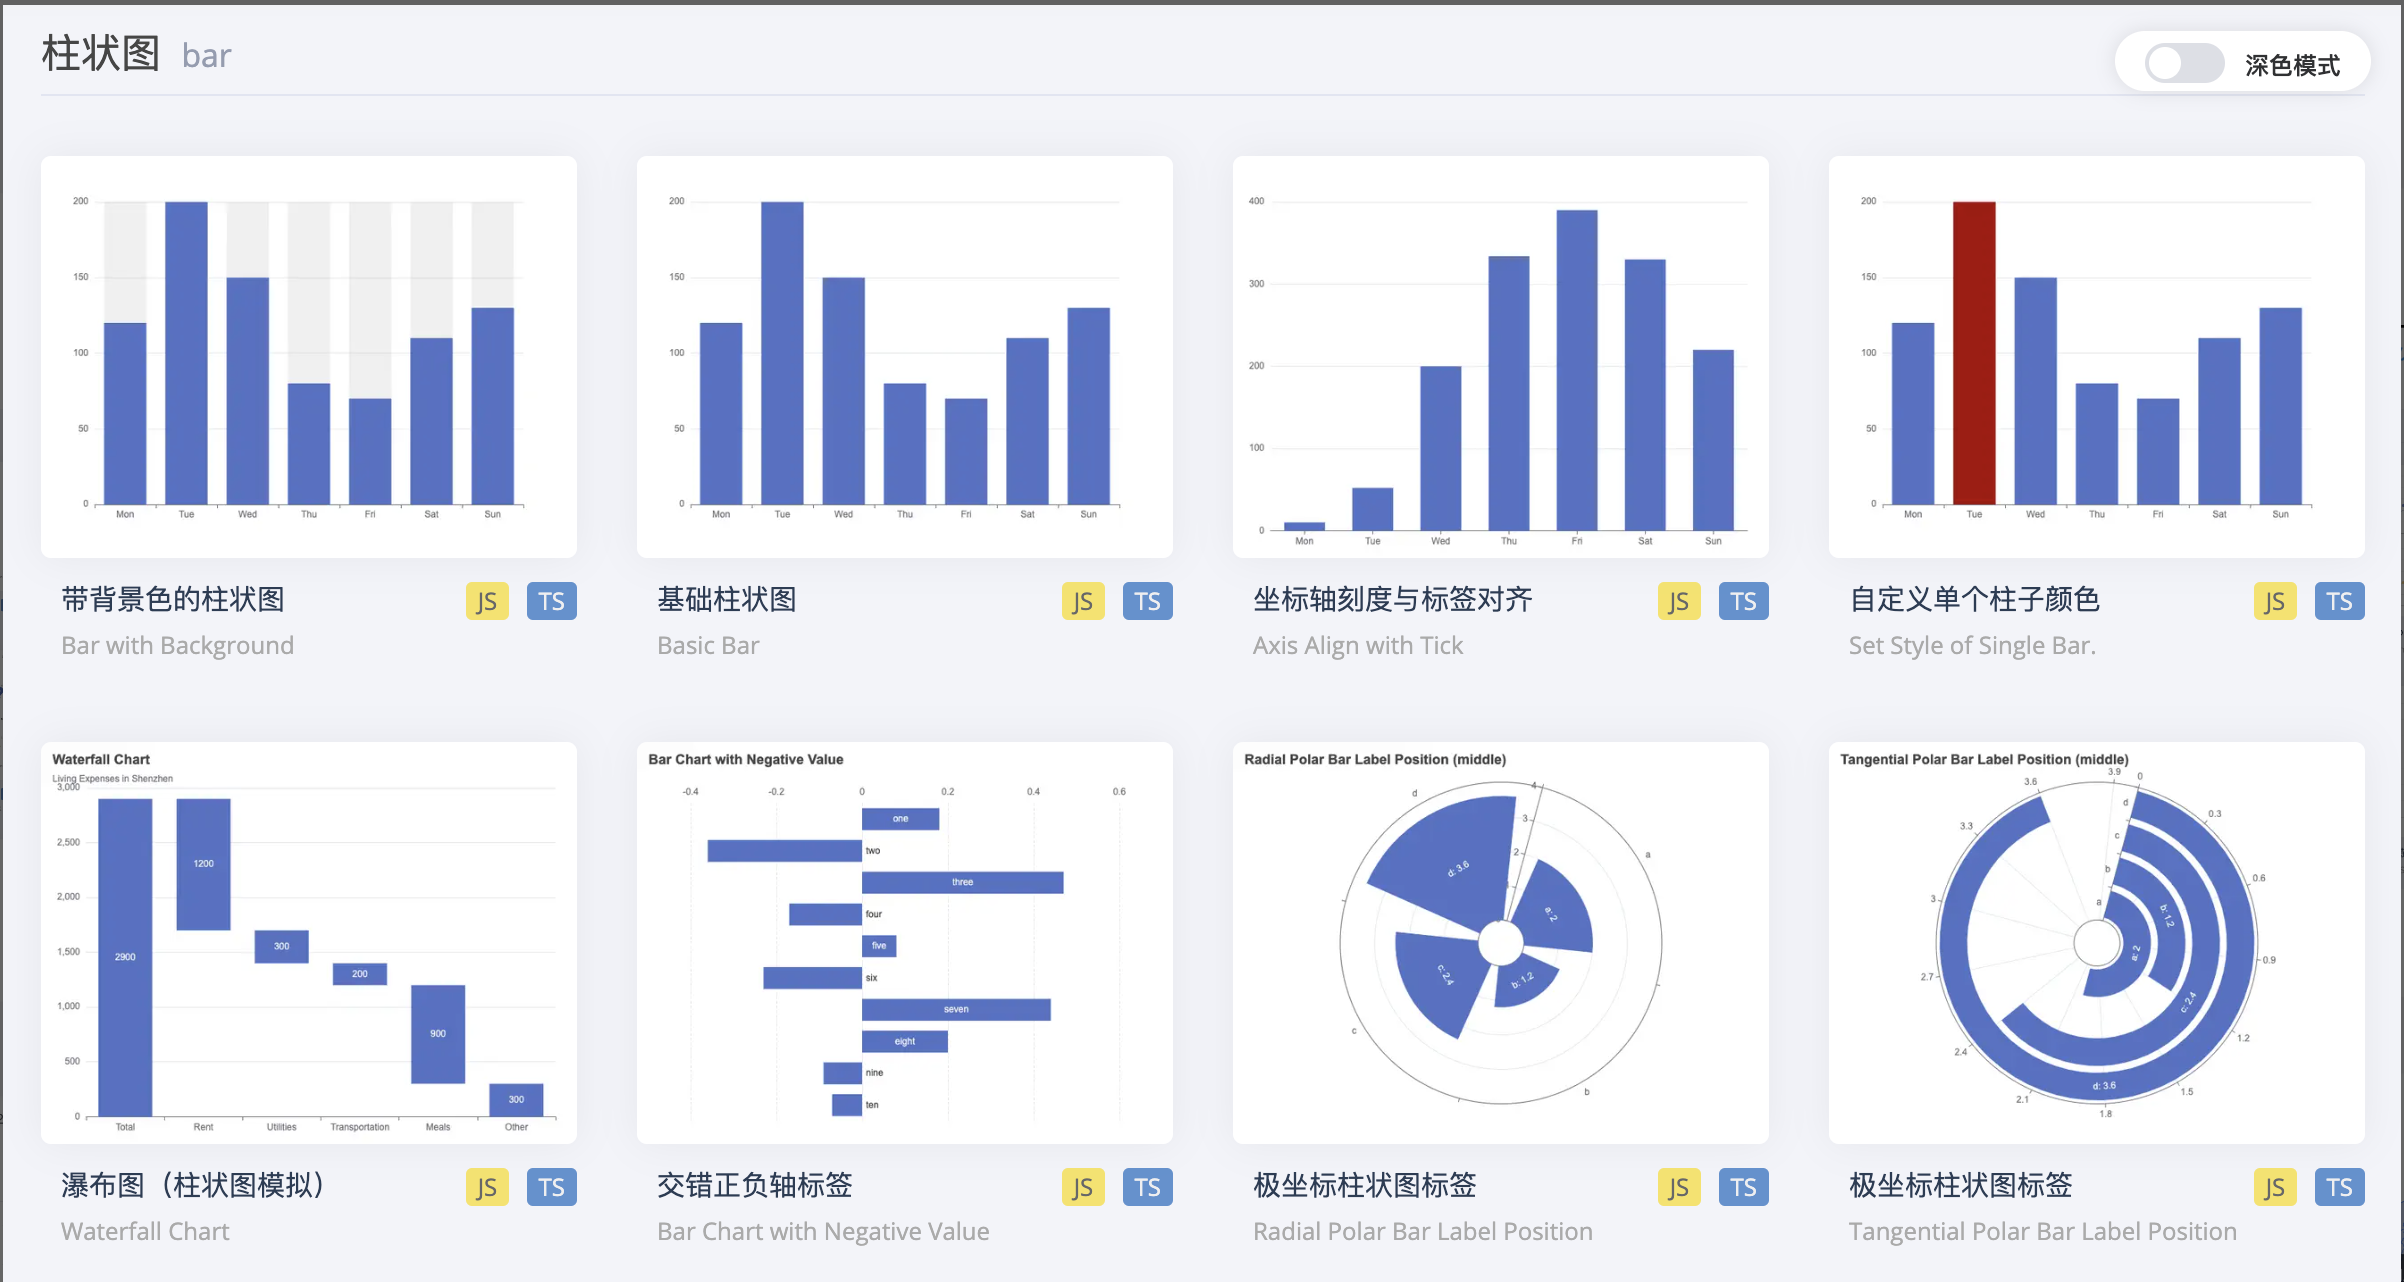 柱状图 bar
深色模式
200
150
100
50
0
Mon Tue Wed Thu Fri Sat Sun
带背景色的柱状图 JS TS
Bar with Background
200
150
100
50
0
Mon Tue Wed Thu Fri Sat Sun
基础柱状图 JS TS
Basic Bar
400
300
200
100
0
Mon Tue Wed Thu Fri Sat Sun
坐标轴刻度与标签对齐 JS TS
Axis Align with Tick
200
150
100
50
0
Mon Tue Wed Thu Fri Sat Sun
自定义单个柱子颜色 JS TS
Set Style of Single Bar.
Waterfall Chart
Living Expenses in Shenzhen
3,000
2,500
2,000
1,500
1,000
500
0
2900
1200
300
200
900
300
Total Rent Utilities Transportation Meals Other
瀑布图（柱状图模拟） JS TS
Waterfall Chart
Bar Chart with Negative Value
-0.4 -0.2 0 0.2 0.4 0.6
one
two
three
four
five
six
seven
eight
nine
ten
交错正负轴标签 JS TS
Bar Chart with Negative Value
Radial Polar Bar Label Position (middle)
4
3
2
1
d
a
c
b
d: 3.6
a: 2
c: 2.4
b: 1.2
极坐标柱状图标签 JS TS
Radial Polar Bar Label Position
Tangential Polar Bar Label Position (middle)
3.9
0
0.3
0.6
0.9
1.2
1.5
1.8
2.1
2.4
2.7
3
3.3
3.6
d
c
b
a
a: 2
b: 1.2
c: 2.4
d: 3.6
极坐标柱状图标签 JS TS
Tangential Polar Bar Label Position